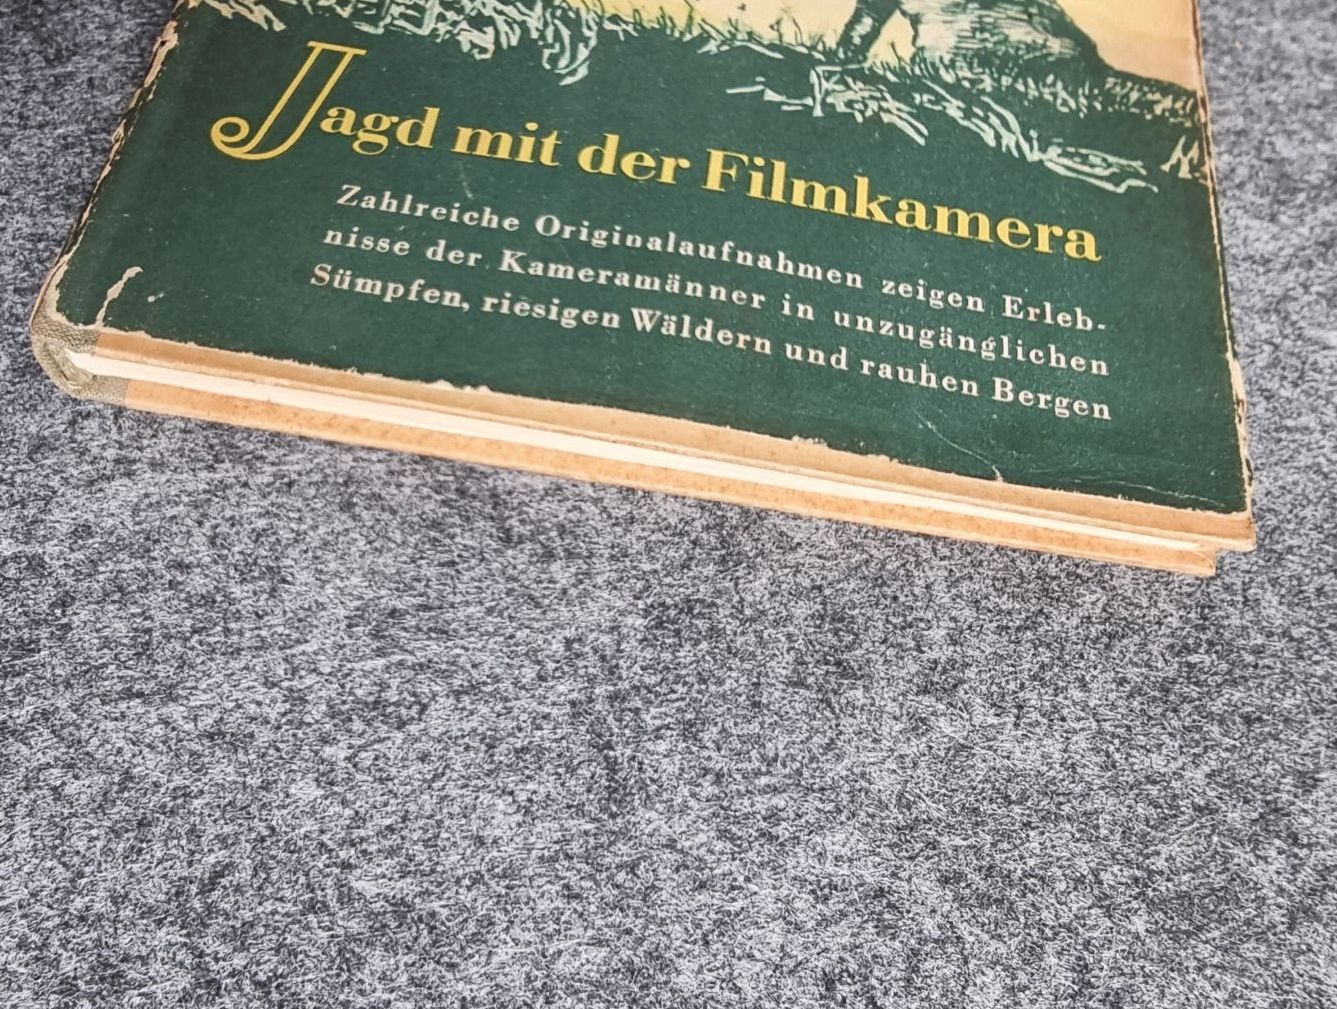 Jagd mit der Filmkamera
Zahlreiche Originalaufnahmen zeigen Erleb-
nisse der Kameramänner in unzugänglichen
Sümpfen, riesigen Wäldern und rauhen Bergen